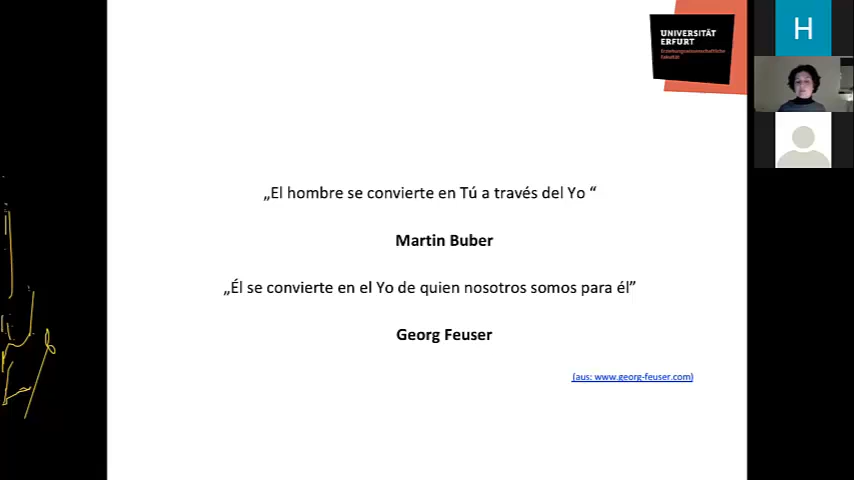 UNIVERSITÄT
ERFURT
Erziehungswissenschaftliche
Fakultät
H
„El hombre se convierte en Tú a través del Yo “
Martin Buber
„Él se convierte en el Yo de quien nosotros somos para él”
Georg Feuser
(aus: www.georg-feuser.com)